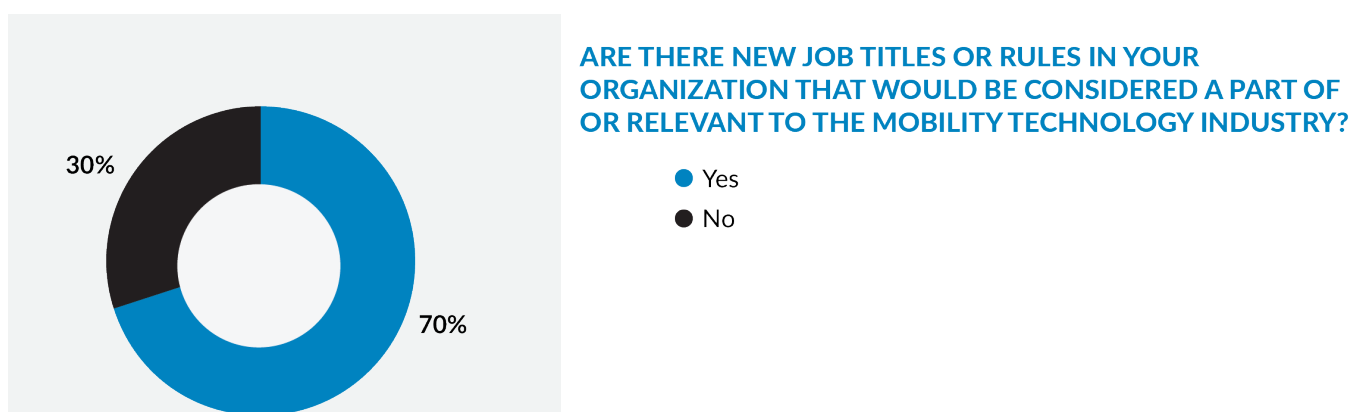 ARE THERE NEW JOB TITLES OR RULES IN YOUR
ORGANIZATION THAT WOULD BE CONSIDERED A PART OF
OR RELEVANT TO THE MOBILITY TECHNOLOGY INDUSTRY?
Yes
No
30%
70%